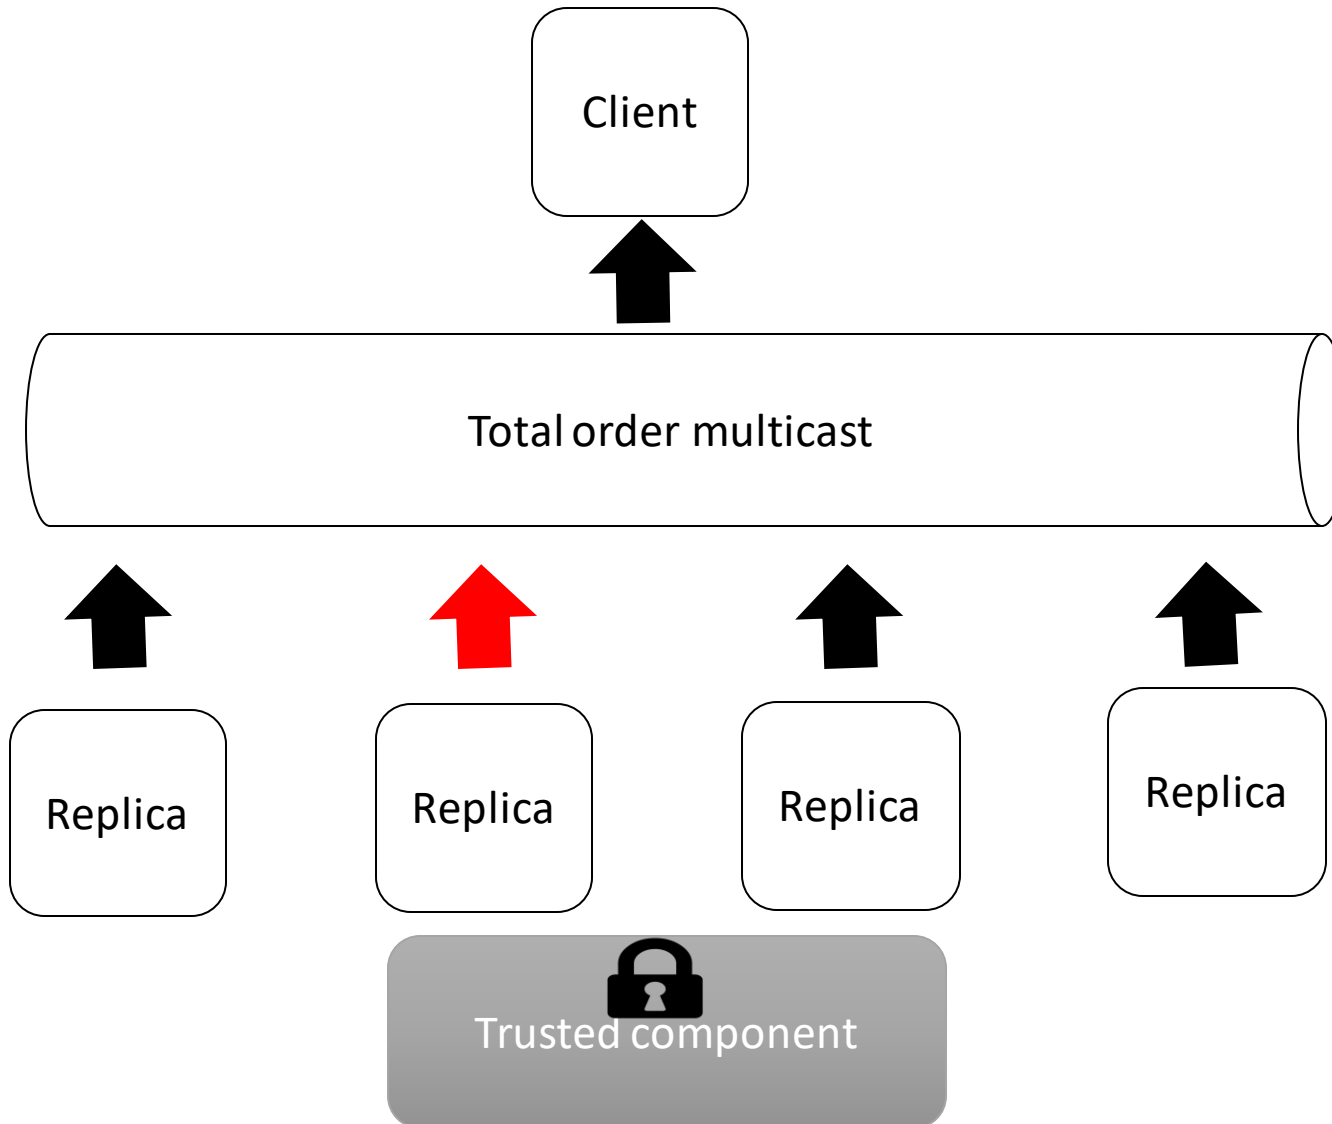 Client
Total order multicast
Replica
Replica
Replica
Replica
Trusted component